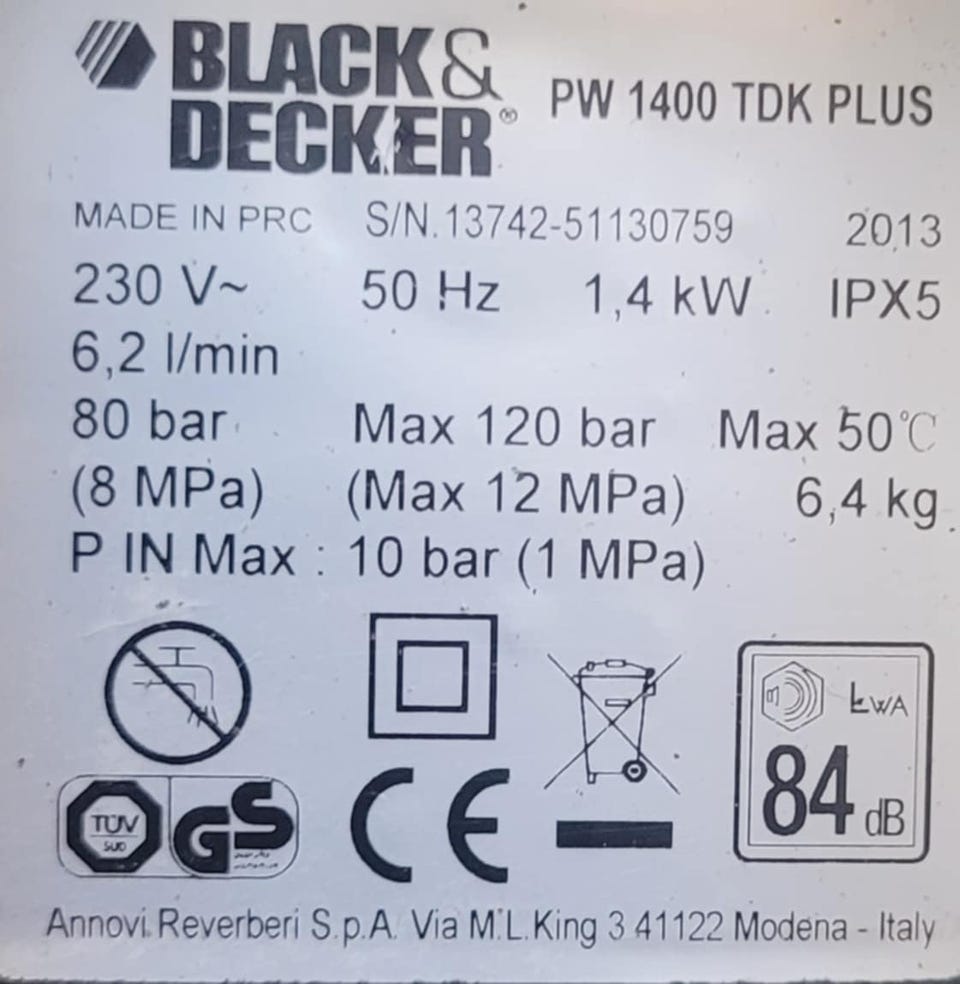 BLACK&
DECKER® PW 1400 TDK PLUS
MADE IN PRC S/N.13742-51130759 2013
230 V~ 50 Hz 1,4 kW IPX5
6,2 l/min
80 bar Max 120 bar Max 50°C
(8 MPa) (Max 12 MPa) 6,4 kg
P IN Max : 10 bar (1 MPa)
LWA
84 dB
TÜV
SUD
GS
CE
Annovi Reverberi S.p.A. Via M.L.King 3 41122 Modena - Italy